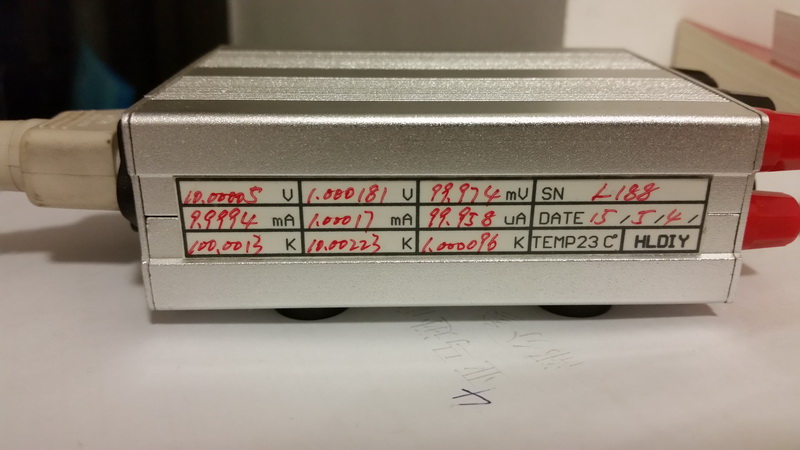 10.00005 V 1.000181 V 99.974 mV SN L188
9.9994 mA 1.00017 mA 99.958 uA DATE 15 / 5 / 4 /
100.0013 K 10.00223 K 1.000096 K TEMP23 C° HLDIY